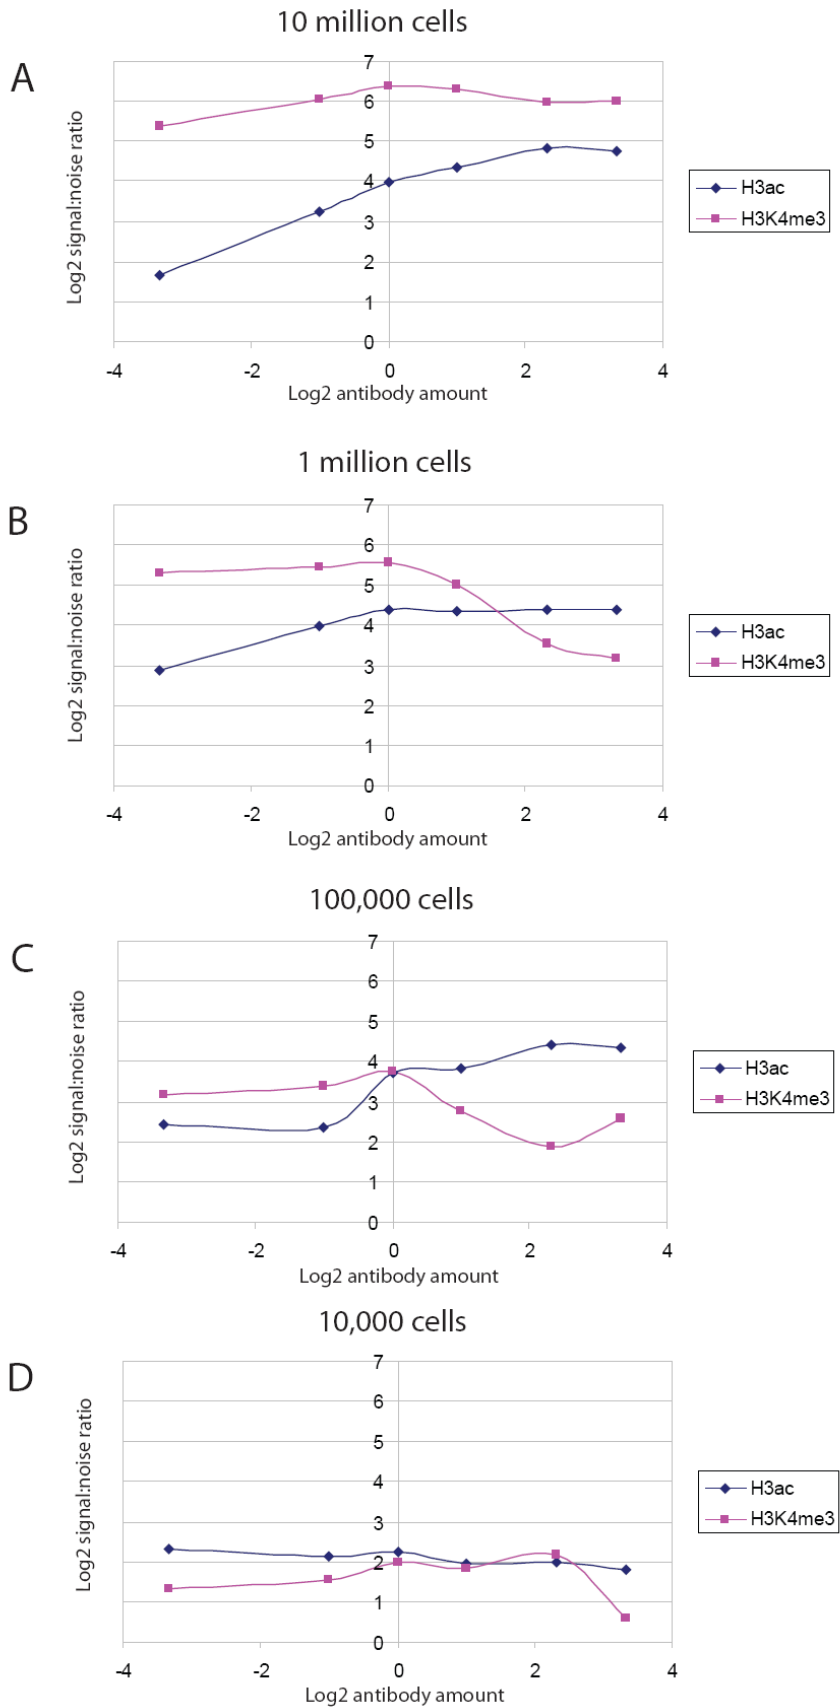 10 million cells
A
7
6
5
4
3
2
1
0
-4 -2 0 2 4
Log2 signal:noise ratio
Log2 antibody amount
H3ac
H3K4me3
1 million cells
B
7
6
5
4
3
2
1
0
-4 -2 0 2 4
Log2 signal:noise ratio
Log2 antibody amount
H3ac
H3K4me3
100,000 cells
C
7
6
5
4
3
2
1
0
-4 -2 0 2 4
Log2 signal:noise ratio
Log2 antibody amount
H3ac
H3K4me3
10,000 cells
D
7
6
5
4
3
2
1
0
-4 -2 0 2 4
Log2 signal:noise ratio
Log2 antibody amount
H3ac
H3K4me3